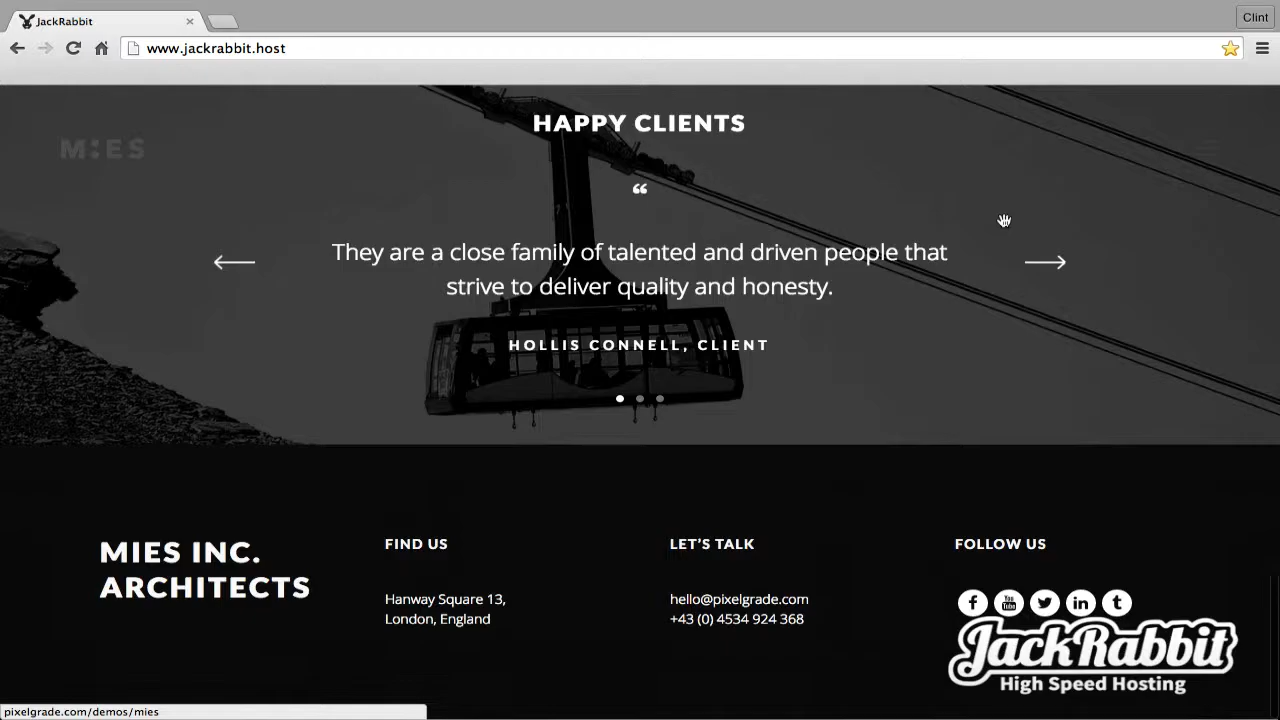 JackRabbit
Clint
www.jackrabbit.host
HAPPY CLIENTS
M:ES
“
They are a close family of talented and driven people that
strive to deliver quality and honesty.
HOLLIS CONNELL, CLIENT
MIES INC.
ARCHITECTS
FIND US
Hanway Square 13,
London, England
LET'S TALK
hello@pixelgrade.com
+43 (0) 4534 924 368
FOLLOW US
f
You
Tube
in
t
JackRabbit
High Speed Hosting
pixelgrade.com/demos/mies